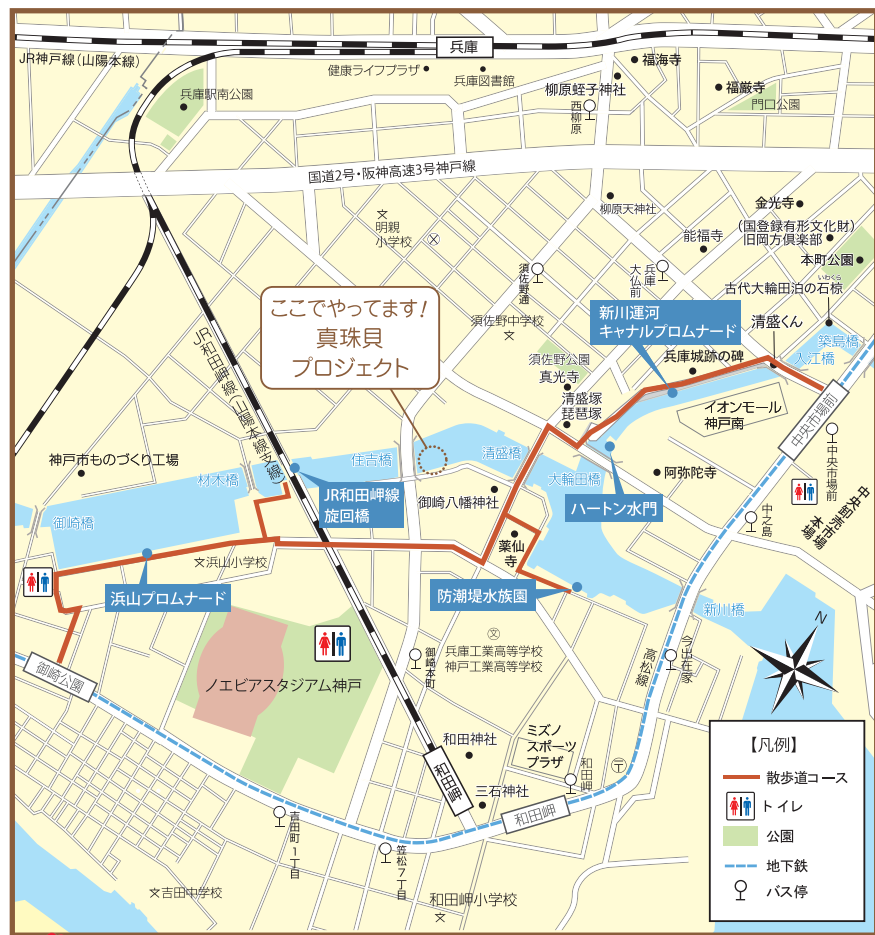 兵庫
JR神戸線(山陽本線)
健康ライフプラザ
兵庫図書館
福海寺
柳原蛭子神社
西柳原
福厳寺
門口公園
兵庫駅南公園
国道2号・阪神高速3号神戸線
明親
小学校
柳原天神社
金光寺
(国登録有形文化財)
旧岡方倶楽部
能福寺
本町公園
須佐野通
兵庫
大仏前
いわくら
古代大輪田泊の石椋
ここでやってます!
真珠貝
プロジェクト
須佐野中学校
新川運河
キャナルプロムナード
清盛くん
築島橋
入江橋
兵庫城跡の碑
須佐野公園
真光寺
清盛塚
琵琶塚
イオンモール
神戸南
中央市場前
JR和田岬線(山陽本線支線)
神戸市ものづくり工場
材木橋
住吉橋
清盛橋
大輪田橋
阿弥陀寺
中央市場前
中央卸売市場
本場
JR和田岬線
旋回橋
御崎八幡神社
ハートン水門
中之島
御崎橋
浜山小学校
薬仙
寺
浜山プロムナード
防潮堤水族園
新川橋
N
御崎公園
兵庫工業高等学校
神戸工業高等学校
御崎本町
高松線
今出在家
ノエビアスタジアム神戸
和田神社
ミズノ
スポーツ
プラザ
和田岬
和田岬
三石神社
和田岬
吉田町1丁目
笠松7丁目
吉田中学校
和田岬小学校
【凡例】
散歩道コース
トイレ
公園
地下鉄
バス停